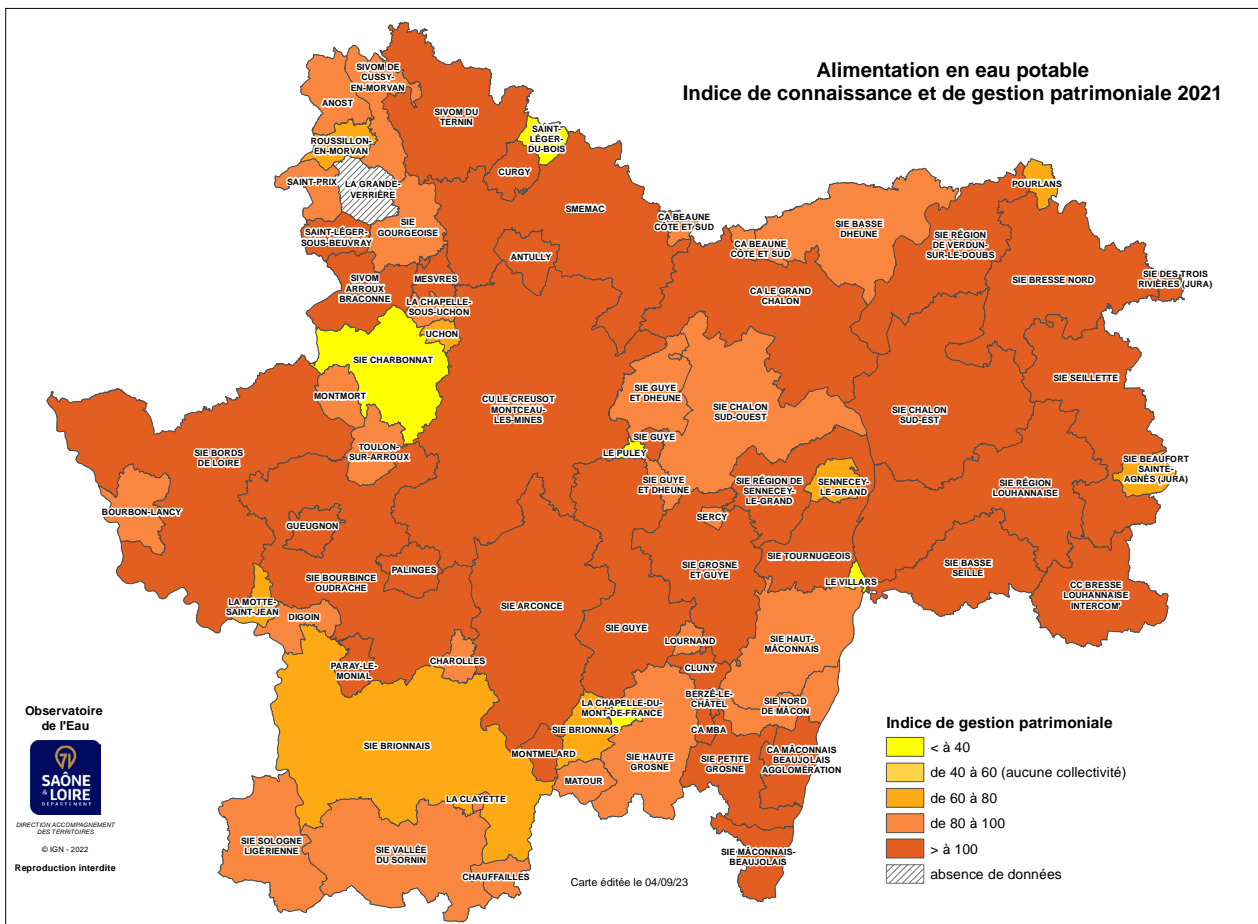 Alimentation en eau potable
Indice de connaissance et de gestion patrimoniale 2021
SIVOM DE
CUSSY-
EN-MORVAN
ANOST
SIVOM DU
TERNIN
SAINT-
LÉGER-
DU-BOIS
ROUSSILLON-
EN-MORVAN
CURGY
SAINT-PRIX
LA GRANDE-
VERRIÈRE
POURLANS
SMEMAC
CA BEAUNE
CÔTE ET SUD
SIE
GOURGEOISE
SAINT-LÉGER-
SOUS-BEUVRAY
CA BEAUNE
CÔTE ET SUD
SIE BASSE
DHEUNE
SIE RÉGION
DE VERDUN-
SUR-LE-DOUBS
ANTULLY
MESVRES
SIVOM
ARROUX
BRACONNE
LA CHAPELLE-
SOUS-UCHON
CA LE GRAND
CHALON
SIE BRESSE NORD
SIE DES TROIS
RIVIÈRES (JURA)
UCHON
SIE CHARBONNAT
MONTMORT
CU LE CREUSOT
MONTCEAU-
LES-MINES
SIE GUYE
ET DHEUNE
SIE CHALON
SUD-OUEST
SIE CHALON
SUD-EST
SIE SEILLETTE
TOULON-
SUR-ARROUX
SIE GUYE
LE PULEY
SIE BORDS
DE LOIRE
SIE GUYE
ET DHEUNE
SIE RÉGION DE
SENNECEY-
LE-GRAND
SENNECEY-
LE-GRAND
SIE RÉGION
LOUHANNAISE
SIE BEAUFORT
SAINTE-
AGNÈS (JURA)
BOURBON-LANCY
GUEUGNON
SERCY
SIE TOURNUGEOIS
PALINGES
SIE BOURBINCE
OUDRACHE
SIE GROSNE
ET GUYE
SIE BASSE
SEILLE
LE VILLARS
CC BRESSE
LOUHANNAISE
INTERCOM'
LA MOTTE-
SAINT-JEAN
DIGOIN
SIE ARCONCE
SIE GUYE
LOURNAND
SIE HAUT-
MÂCONNAIS
PARAY-LE-
MONIAL
CHAROLLES
CLUNY
BERZÉ-LE-
CHÂTEL
SIE NORD
DE MÂCON
LA CHAPELLE-DU-
MONT-DE-FRANCE
SIE BRIONNAIS
CA MBA
SIE BRIONNAIS
MONTMELARD
SIE HAUTE
GROSNE
SIE PETITE
GROSNE
CA MÂCONNAIS
BEAUJOLAIS
AGGLOMÉRATION
MATOUR
LA CLAYETTE
SIE SOLOGNE
LIGÉRIENNE
SIE VALLÉE
DU SORNIN
CHAUFFAILLES
SIE MÂCONNAIS-
BEAUJOLAIS
Observatoire
de l'Eau
71
SAÔNE
& LOIRE
DÉPARTEMENT
DIRECTION ACCOMPAGNEMENT
DES TERRITOIRES
© IGN - 2022
Reproduction interdite
Carte éditée le 04/09/23
Indice de gestion patrimoniale
< à 40
de 40 à 60 (aucune collectivité)
de 60 à 80
de 80 à 100
> à 100
absence de données